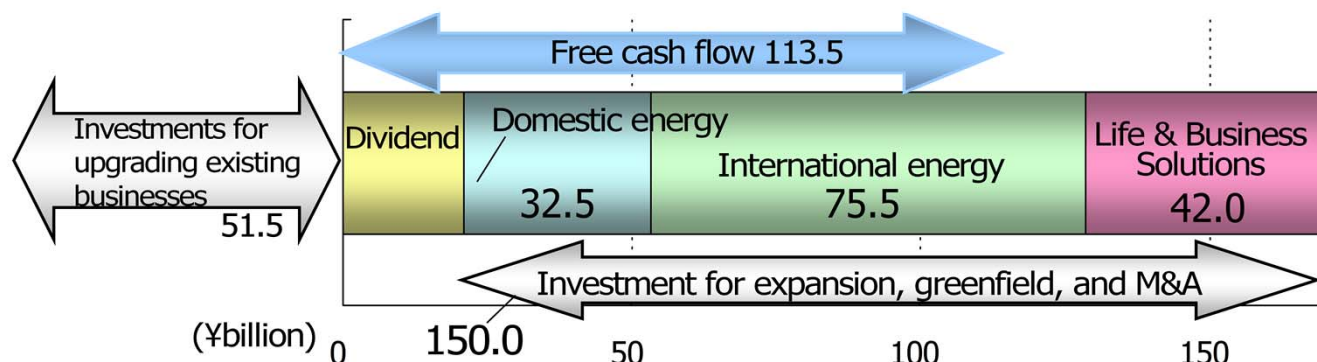 Free cash flow 113.5
Investments for
upgrading existing
businesses
51.5
Dividend
Domestic energy
32.5
International energy
75.5
Life & Business
Solutions
42.0
Investment for expansion, greenfield, and M&A
150.0
(¥billion)
0
50
100
150